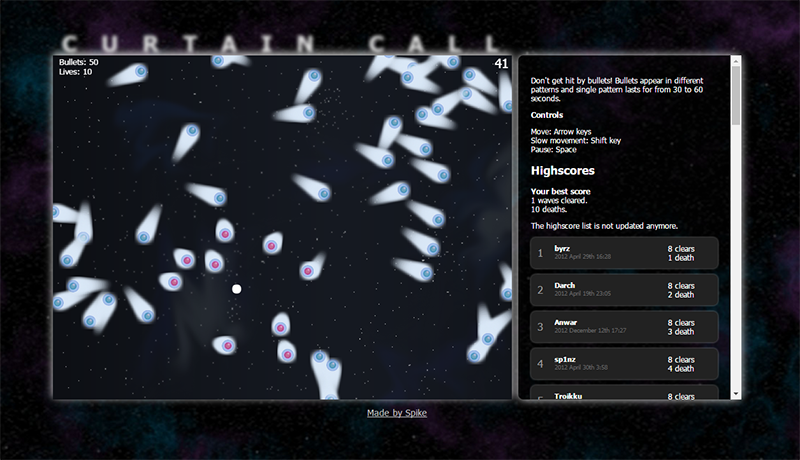 CURTAIN CALL
Bullets: 50
Lives: 10
41
Don't get hit by bullets! Bullets appear in different
patterns and single pattern lasts for from 30 to 60
seconds.
Controls
Move: Arrow keys
Slow movement: Shift key
Pause: Space
Highscores
Your best score
1 waves cleared.
10 deaths.
The highscore list is not updated anymore.
1 byrz 8 clears
2012 April 29th 16:28 1 death
2 Darch 8 clears
2012 April 19th 23:05 2 death
3 Anwar 8 clears
2012 December 12th 17:27 3 death
4 sp1nz 8 clears
2012 April 30th 3:58 4 death
5 Troikku 8 clears
Made by Spike